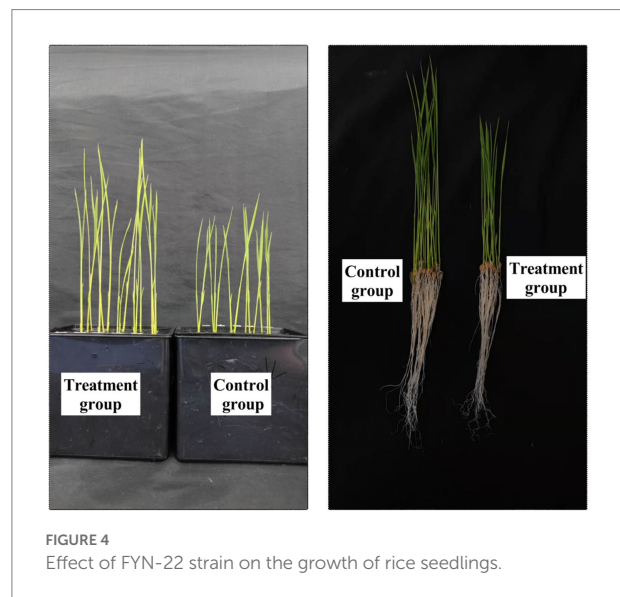 Treatment
group
Control
group
Control
group
Treatment
group
FIGURE 4
Effect of FYN-22 strain on the growth of rice seedlings.